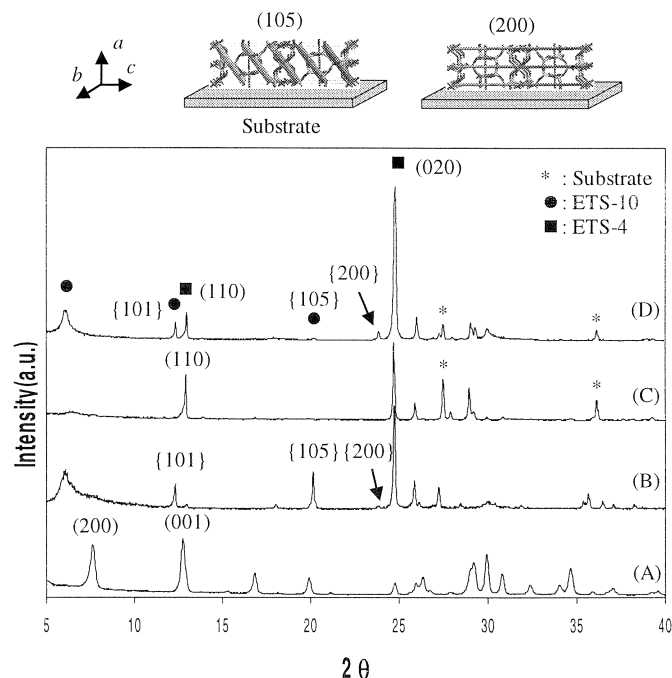 (105)
(200)
a
b
c
Substrate
(020)
* : Substrate
● : ETS-10
■ : ETS-4
{101}
(110)
{105}
{200}
*
*
(D)
(110)
*
*
(C)
{101}
{105}
{200}
(B)
(200)
(001)
(A)
Intensity(a.u.)
5
10
15
20
25
30
35
40
2 θ